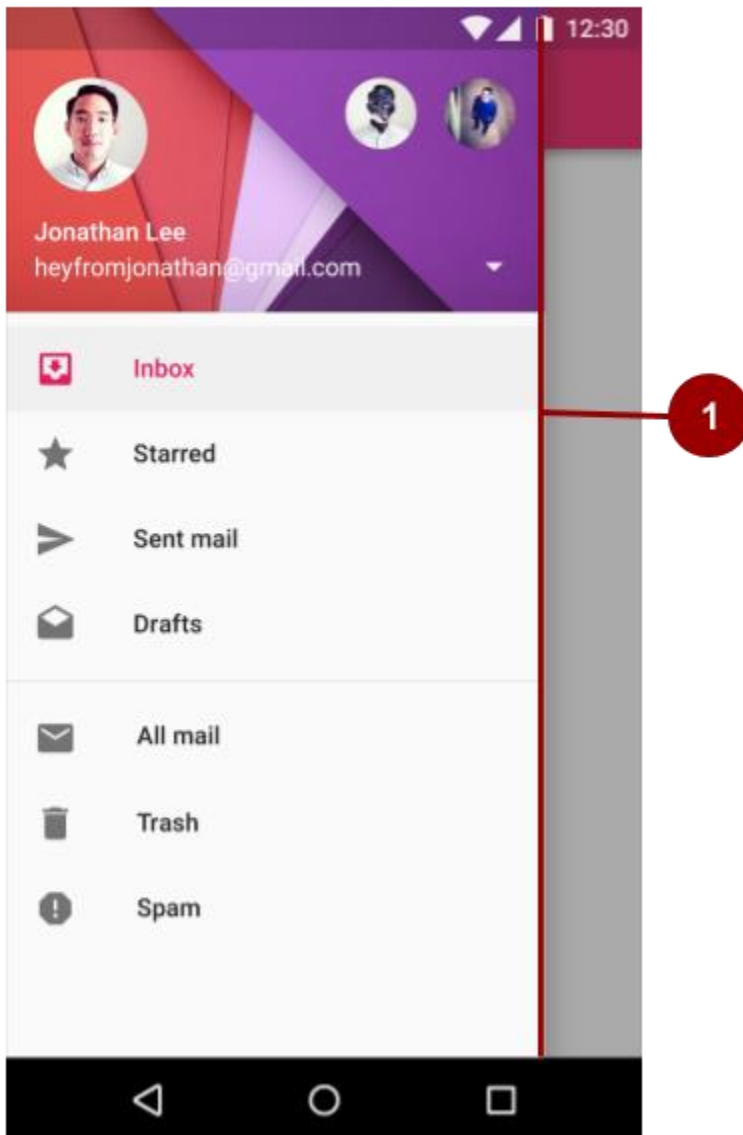 12:30
Jonathan Lee
heyfromjonathan@gmail.com
Inbox
Starred
Sent mail
Drafts
All mail
Trash
Spam
1